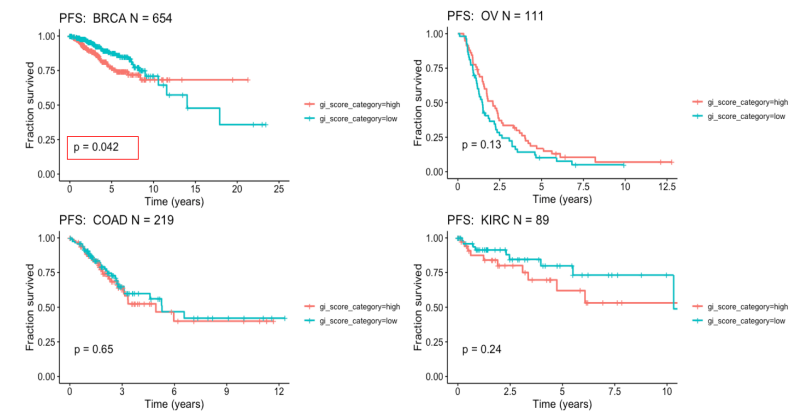 PFS: BRCA N = 654
1.00
0.75
0.50
0.25
0.00
Fraction survived
p = 0.042
0 5 10 15 20 25
Time (years)
gi_score_category=high
gi_score_category=low
PFS: OV N = 111
1.00
0.75
0.50
0.25
0.00
Fraction survived
p = 0.13
0 2.5 5 7.5 10 12.5
Time (years)
gi_score_category=high
gi_score_category=low
PFS: COAD N = 219
1.00
0.75
0.50
0.25
0.00
Fraction survived
p = 0.65
0 3 6 9 12
Time (years)
gi_score_category=high
gi_score_category=low
PFS: KIRC N = 89
1.00
0.75
0.50
0.25
0.00
Fraction survived
p = 0.24
0 2.5 5 7.5 10
Time (years)
gi_score_category=high
gi_score_category=low